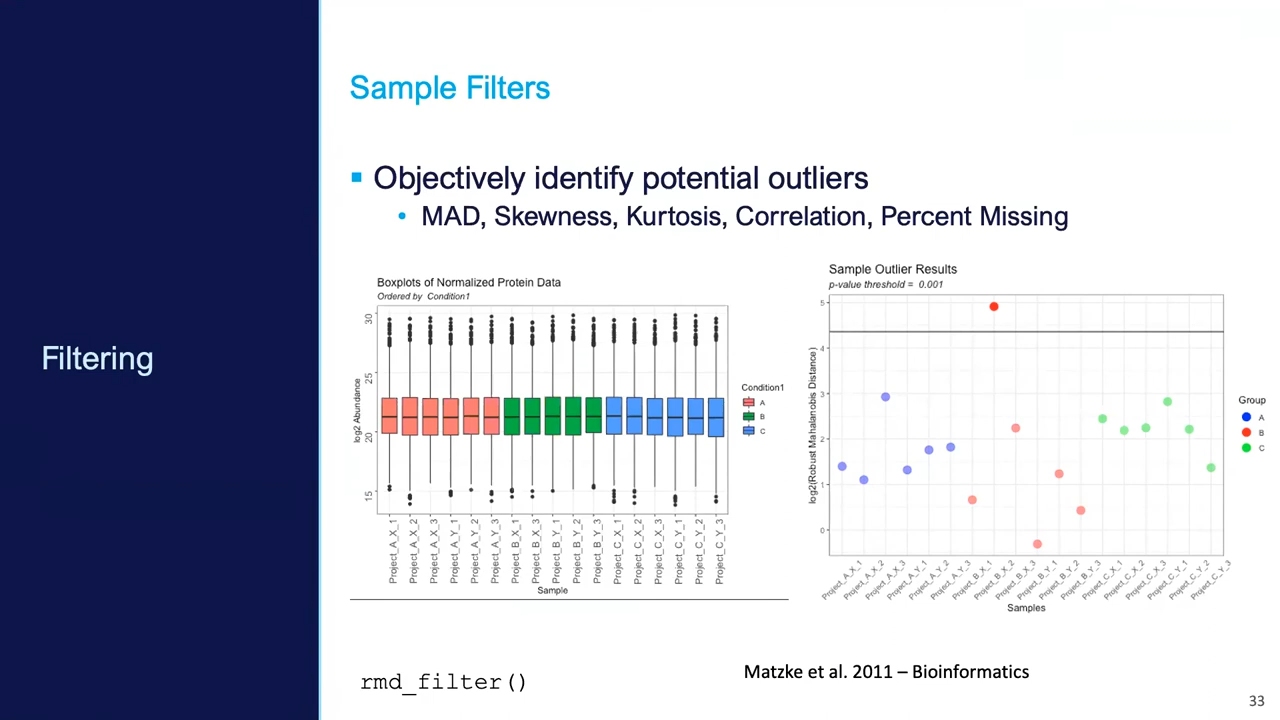 Sample Filters
Objectively identify potential outliers
MAD, Skewness, Kurtosis, Correlation, Percent Missing
Filtering
Boxplots of Normalized Protein Data
Ordered by Condition1
log2 Abundance
30
25
20
15
Project_A_X_1
Project_A_X_2
Project_A_X_3
Project_A_Y_1
Project_A_Y_2
Project_A_Y_3
Project_B_X_1
Project_B_X_3
Project_B_Y_1
Project_B_Y_2
Project_B_Y_3
Project_C_X_1
Project_C_X_2
Project_C_X_3
Project_C_Y_1
Project_C_Y_2
Project_C_Y_3
Sample
Condition1
A
B
C
Sample Outlier Results
p-value threshold = 0.001
log2(Robust Mahalanobis Distance)
5
4
3
2
1
0
Project_A_X_1
Project_A_X_2
Project_A_X_3
Project_A_Y_1
Project_A_Y_2
Project_A_Y_3
Project_B_X_1
Project_B_X_2
Project_B_X_3
Project_B_Y_1
Project_B_Y_2
Project_B_Y_3
Project_C_X_1
Project_C_X_2
Project_C_X_3
Project_C_Y_1
Project_C_Y_2
Project_C_Y_3
Samples
Group
A
B
C
rmd_filter()
Matzke et al. 2011 – Bioinformatics
33